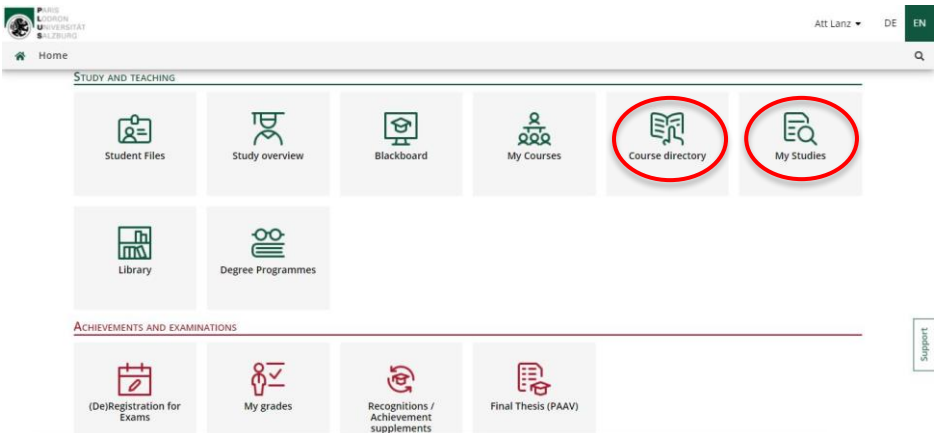 PARIS
LODRON
UNIVERSITÄT
SALZBURG
Att Lanz DE EN
Home
STUDY AND TEACHING
Student Files Study overview Blackboard My Courses Course directory My Studies
Library Degree Programmes
ACHIEVEMENTS AND EXAMINATIONS
Support
(De)Registration for Exams My grades Recognitions / Achievement supplements Final Thesis (PAAV)